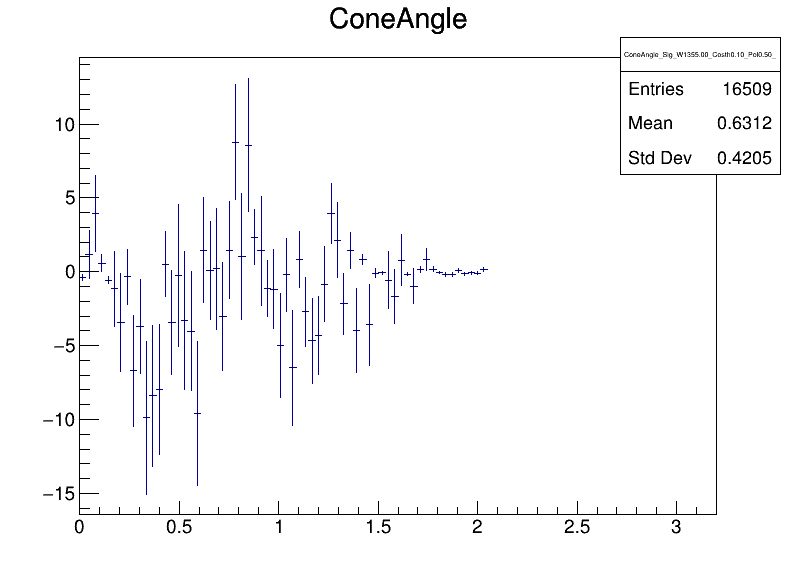 ConeAngle
ConeAngle_Sig_W1355.00_Costh0.10_Pol0.50_
Entries 16509
Mean 0.6312
Std Dev 0.4205
10
5
0
−5
−10
−15
0 0.5 1 1.5 2 2.5 3